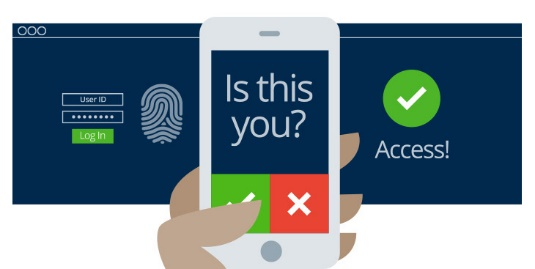 User ID
••••••••
Log In
Is this
you?
Access!